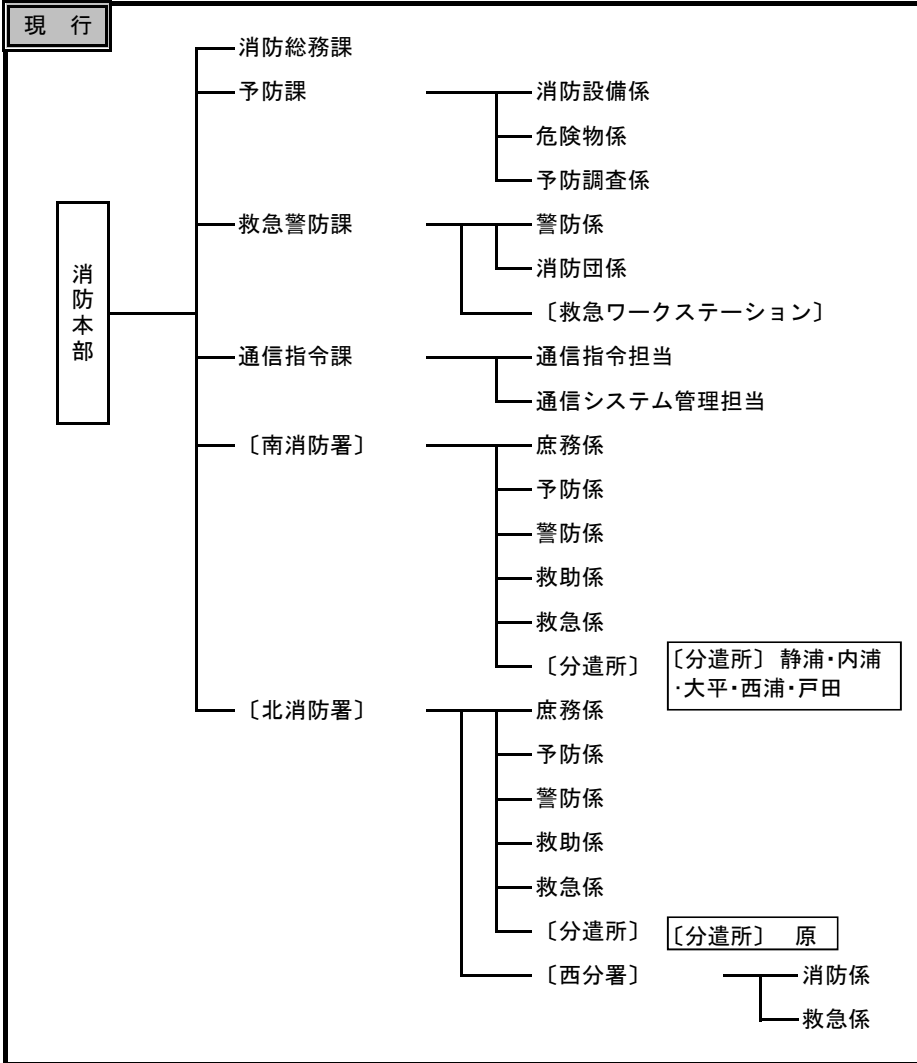 現　行
消防本部
消防総務課
予防課
消防設備係
危険物係
予防調査係
救急警防課
警防係
消防団係
〔救急ワークステーション〕
通信指令課
通信指令担当
通信システム管理担当
〔南消防署〕
庶務係
予防係
警防係
救助係
救急係
〔分遣所〕
〔分遣所〕 静浦・内浦
・大平・西浦・戸田
〔北消防署〕
庶務係
予防係
警防係
救助係
救急係
〔分遣所〕
〔分遣所〕　原
〔西分署〕
消防係
救急係